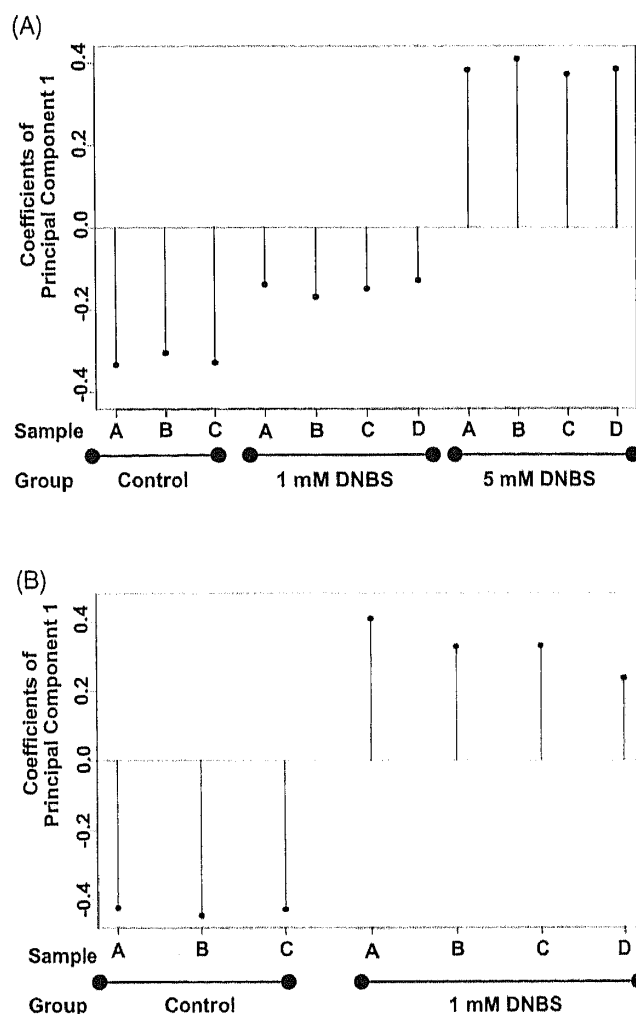 (A)
Coefficients of
Principal Component 1
0.4
0.2
0.0
-0.2
-0.4
Sample A B C A B C D A B C D
Group Control 1 mM DNBS 5 mM DNBS
(B)
Coefficients of
Principal Component 1
0.4
0.2
0.0
-0.2
-0.4
Sample A B C A B C D
Group Control 1 mM DNBS